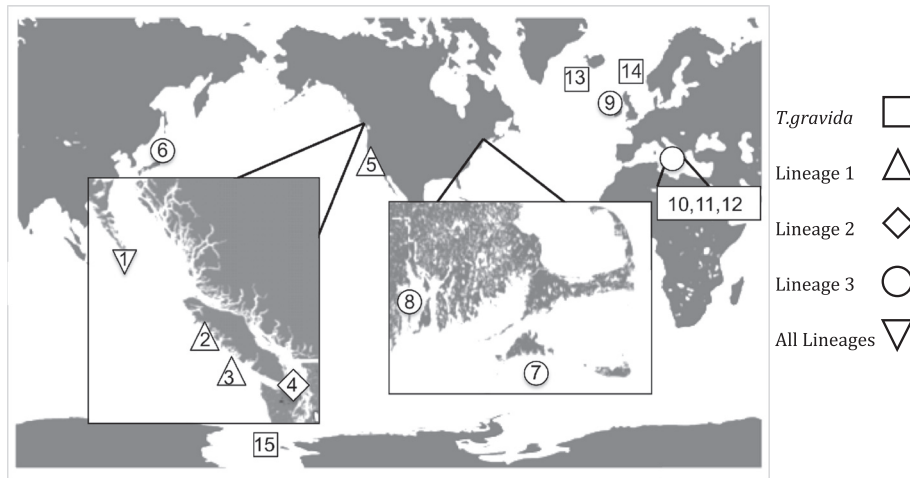 13
14
9
6
5
10,11,12
1
2
3
4
8
7
15
T.gravida
Lineage 1
Lineage 2
Lineage 3
All Lineages